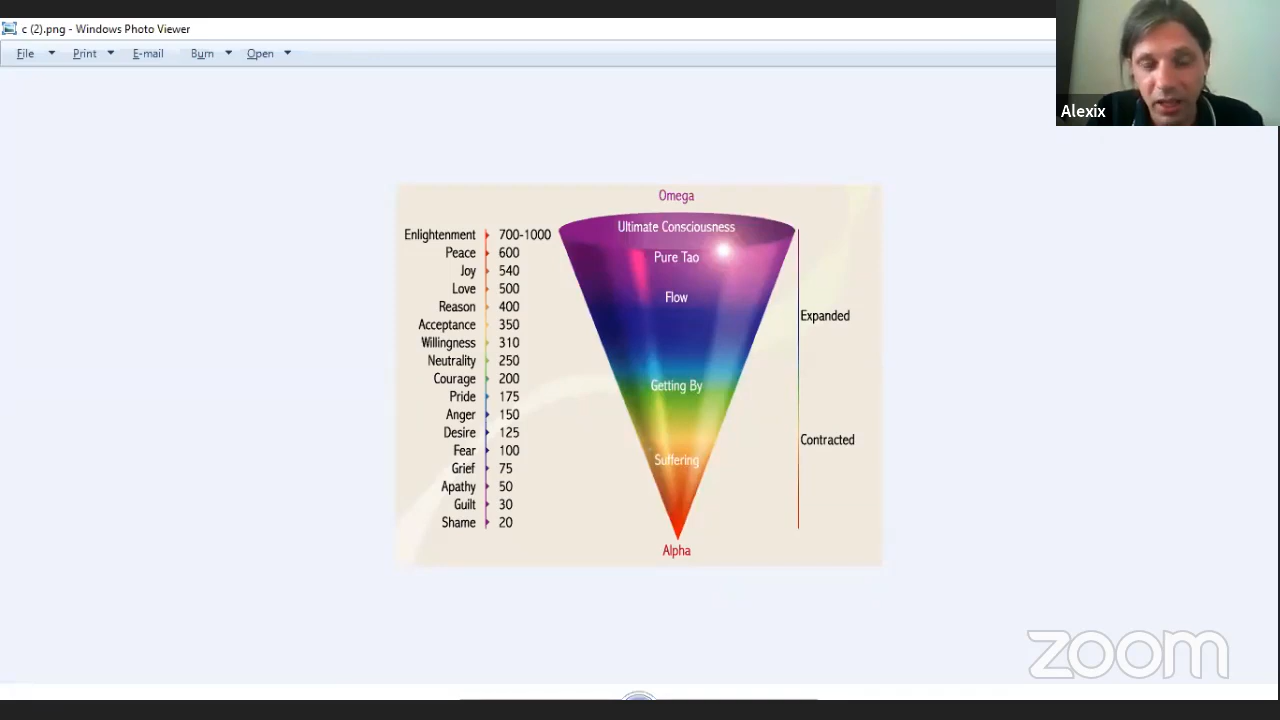 c (2).png - Windows Photo Viewer
File Print E-mail Burn Open
Alexix
Omega
Ultimate Consciousness
Pure Tao
Flow
Getting By
Suffering
Alpha
Enlightenment 700-1000
Peace 600
Joy 540
Love 500
Reason 400
Acceptance 350
Willingness 310
Neutrality 250
Courage 200
Pride 175
Anger 150
Desire 125
Fear 100
Grief 75
Apathy 50
Guilt 30
Shame 20
Expanded
Contracted
zoom